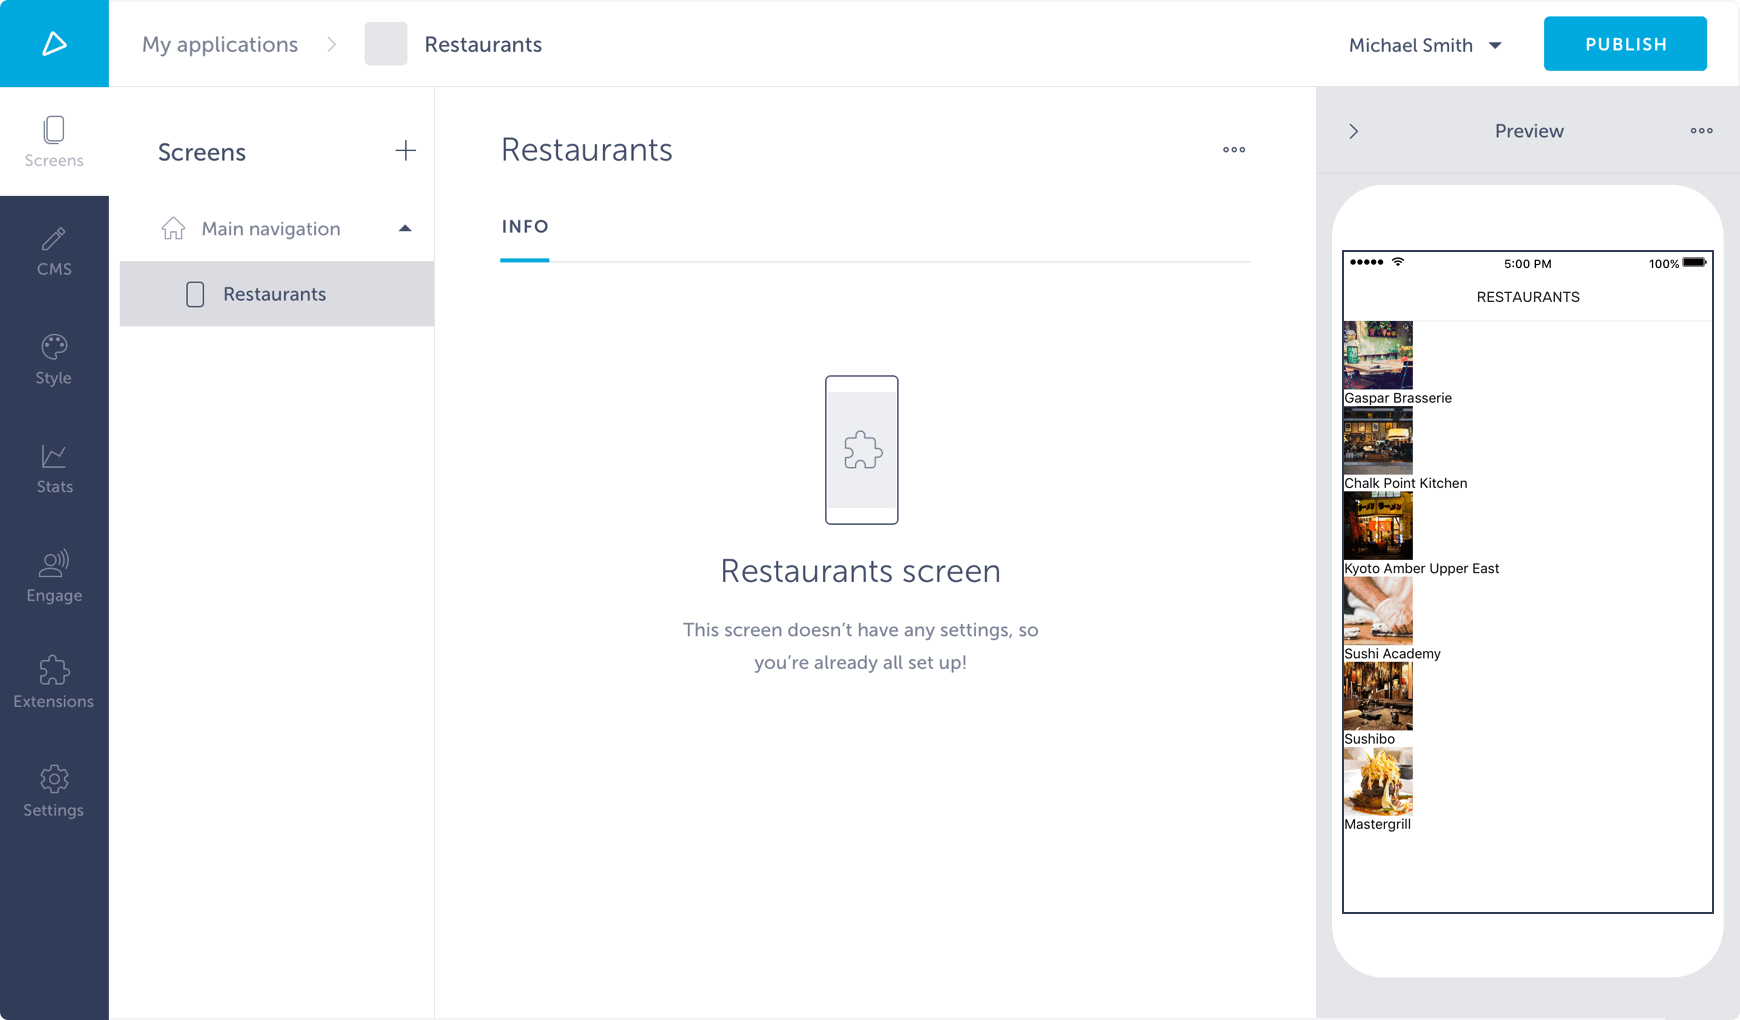 My applications
Restaurants
Michael Smith
PUBLISH
Screens
CMS
Style
Stats
Engage
Extensions
Settings
Screens
Main navigation
Restaurants
Restaurants
INFO
Restaurants screen
This screen doesn’t have any settings, so
you’re already all set up!
Preview
5:00 PM
100%
RESTAURANTS
Gaspar Brasserie
Chalk Point Kitchen
Kyoto Amber Upper East
Sushi Academy
Sushibo
Mastergrill